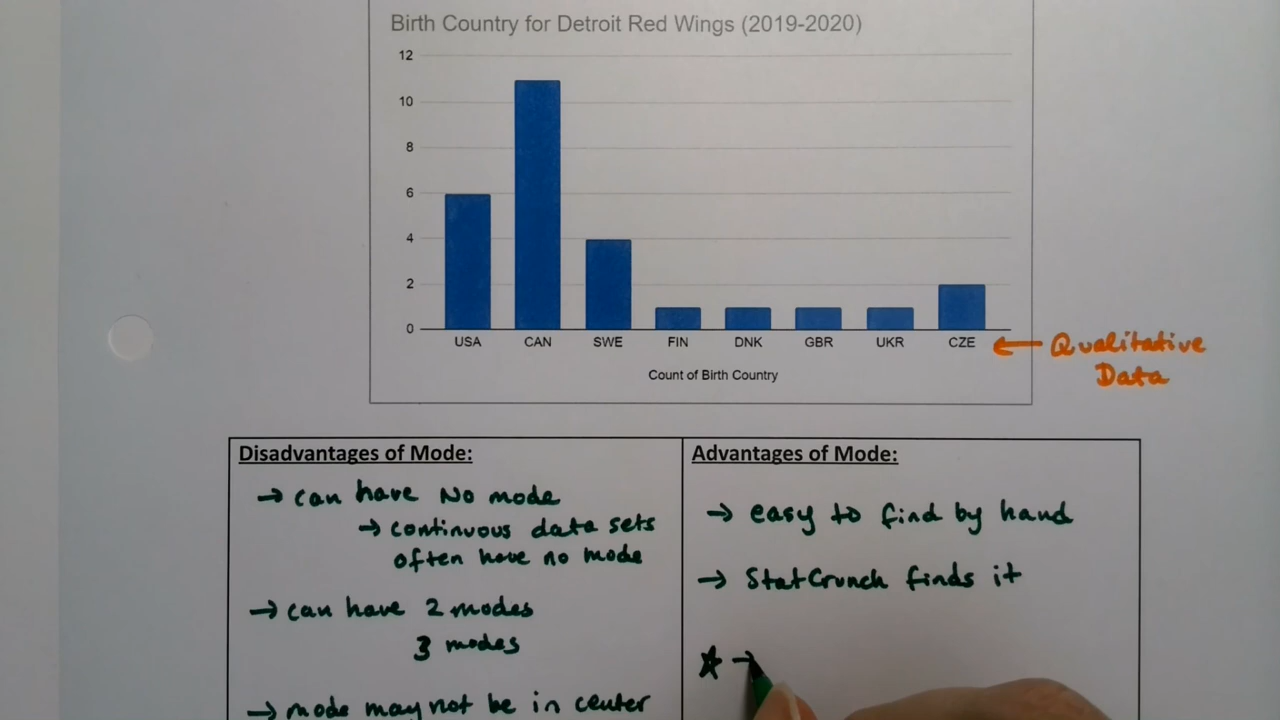 Birth Country for Detroit Red Wings (2019-2020)
12
10
8
6
4
2
0
USA CAN SWE FIN DNK GBR UKR CZE
Count of Birth Country
← Qualitative
Data
Disadvantages of Mode:
→ can have No mode
→ continuous data sets
often have no mode
→ can have 2 modes
3 modes
→ mode may not be in center
Advantages of Mode:
→ easy to find by hand
→ StatCrunch finds it
☆ →